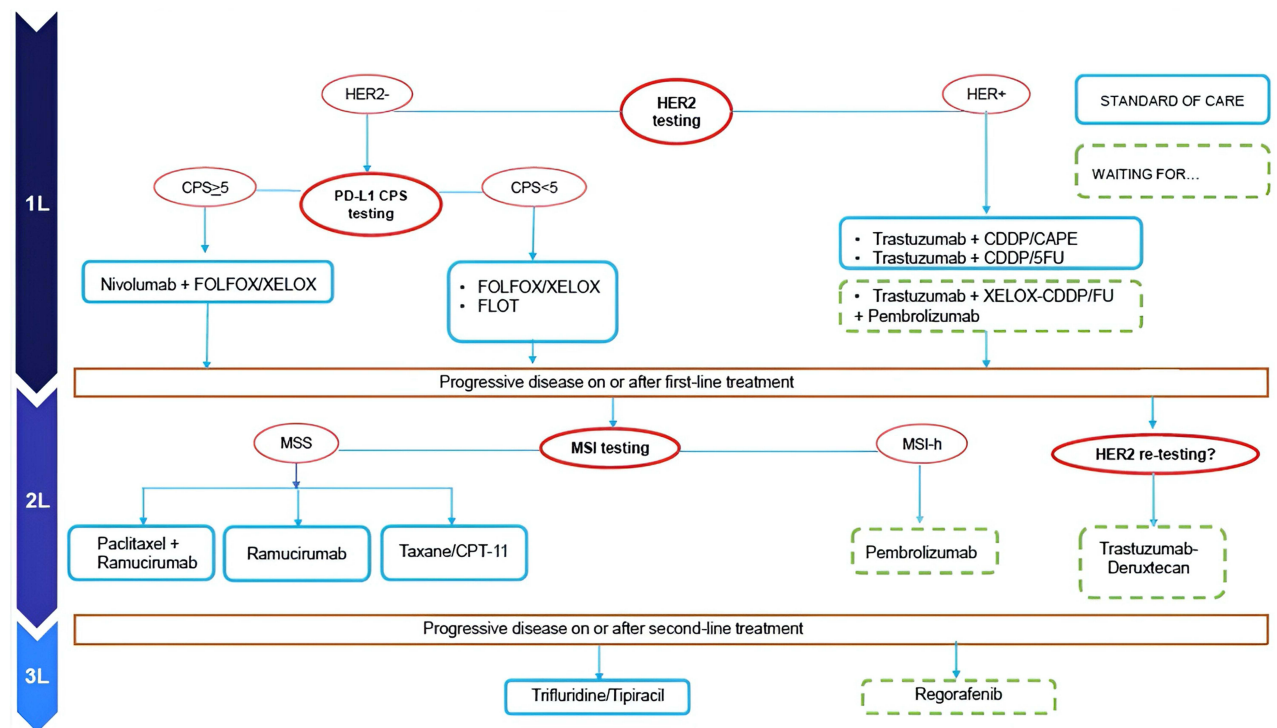 1L
HER2-
HER2
testing
HER+
STANDARD OF CARE
WAITING FOR...
CPS≥5
PD-L1 CPS
testing
CPS<5
Nivolumab + FOLFOX/XELOX
• FOLFOX/XELOX
• FLOT
• Trastuzumab + CDDP/CAPE
• Trastuzumab + CDDP/5FU
• Trastuzumab + XELOX-CDDP/FU
+ Pembrolizumab
Progressive disease on or after first-line treatment
2L
MSS
MSI testing
MSI-h
HER2 re-testing?
Paclitaxel +
Ramucirumab
Ramucirumab
Taxane/CPT-11
Pembrolizumab
Trastuzumab-
Deruxtecan
Progressive disease on or after second-line treatment
3L
Trifluridine/Tipiracil
Regorafenib